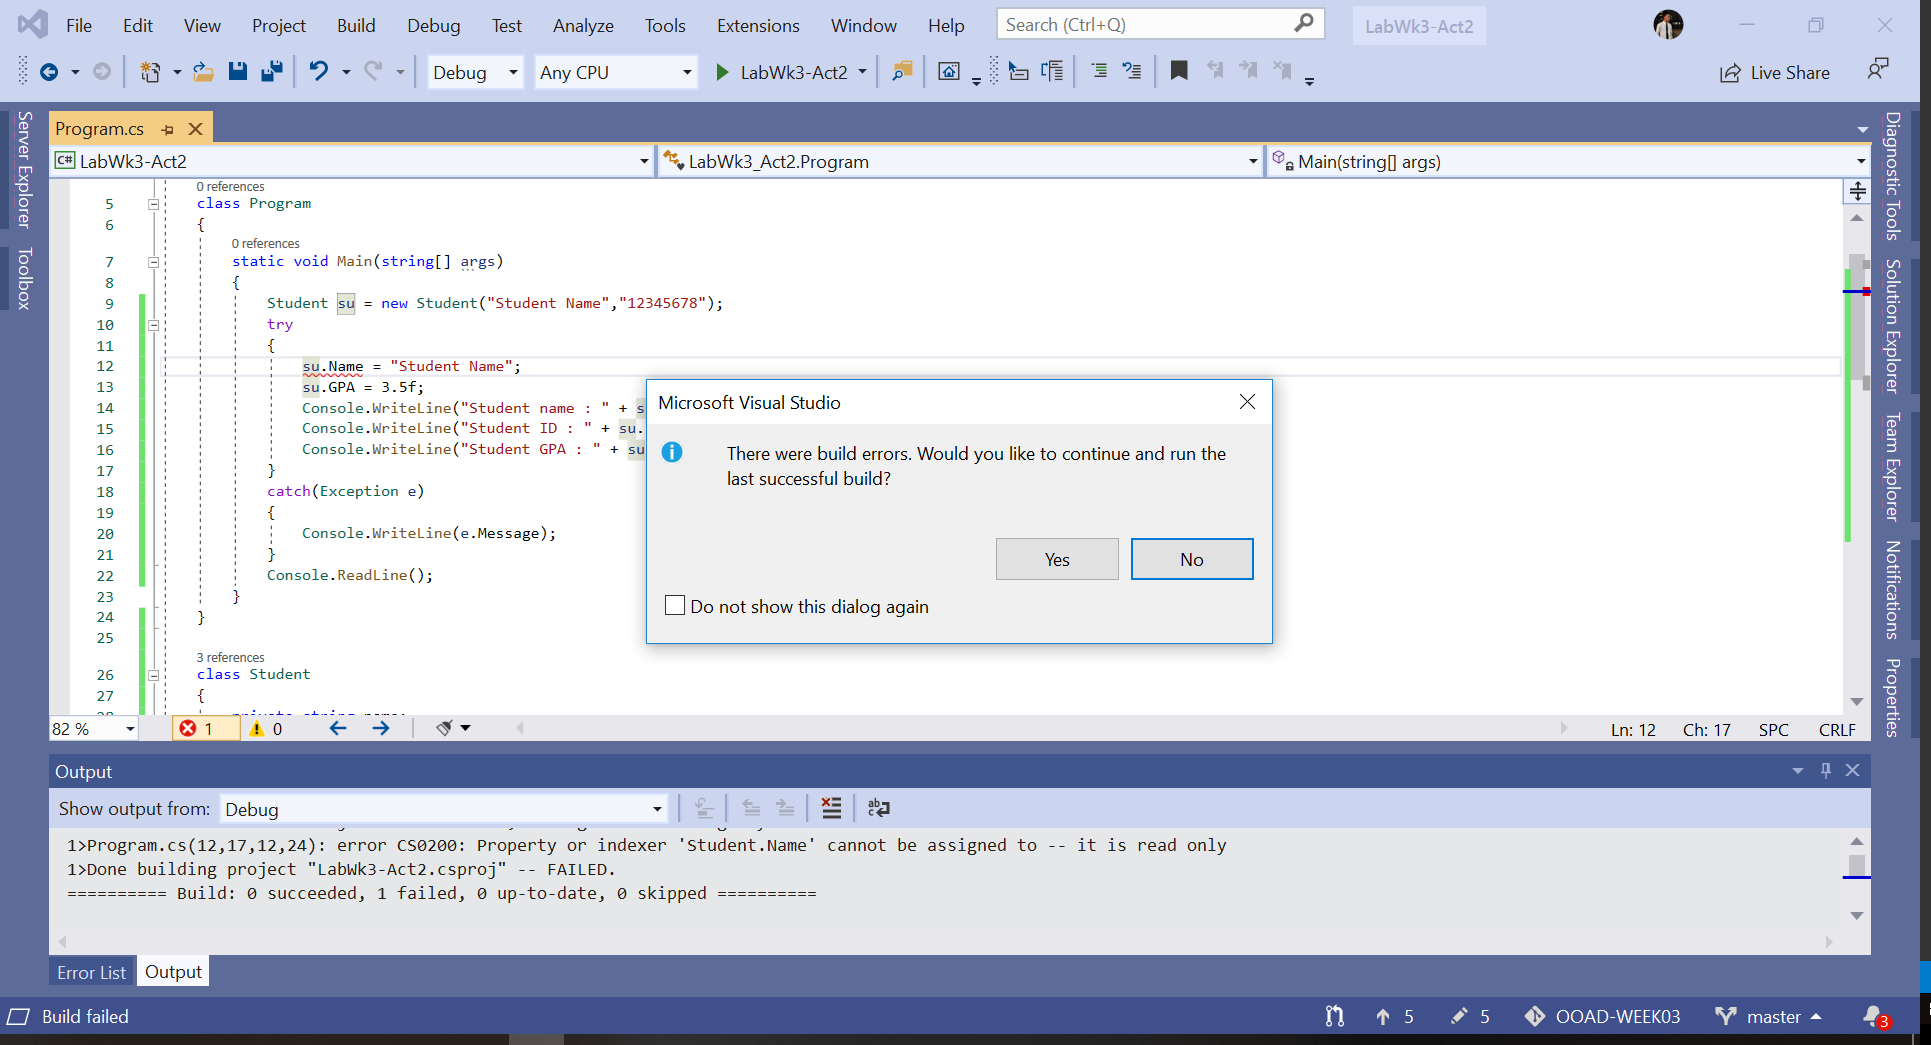 File Edit View Project Build Debug Test Analyze Tools Extensions Window Help Search (Ctrl+Q) LabWk3-Act2
Debug Any CPU LabWk3-Act2 Live Share
Server Explorer
Toolbox
Program.cs
C# LabWk3-Act2 LabWk3_Act2.Program Main(string[] args)
0 references
5 class Program
6 {
0 references
7 static void Main(string[] args)
8 {
9 Student su = new Student("Student Name","12345678");
10 try
11 {
12 su.Name = "Student Name";
13 su.GPA = 3.5f;
14 Console.WriteLine("Student name : " + s
15 Console.WriteLine("Student ID : " + su.
16 Console.WriteLine("Student GPA : " + su
17 }
18 catch(Exception e)
19 {
20 Console.WriteLine(e.Message);
21 }
22 Console.ReadLine();
23 }
24 }
25
3 references
26 class Student
27 {
Microsoft Visual Studio
There were build errors. Would you like to continue and run the
last successful build?
Yes No
Do not show this dialog again
Diagnostic Tools
Solution Explorer
Team Explorer
Notifications
Properties
82 % 1 0 Ln: 12 Ch: 17 SPC CRLF
Output
Show output from: Debug
1>Program.cs(12,17,12,24): error CS0200: Property or indexer 'Student.Name' cannot be assigned to -- it is read only
1>Done building project "LabWk3-Act2.csproj" -- FAILED.
========== Build: 0 succeeded, 1 failed, 0 up-to-date, 0 skipped ==========
Error List Output
Build failed 5 5 OOAD-WEEK03 master 3